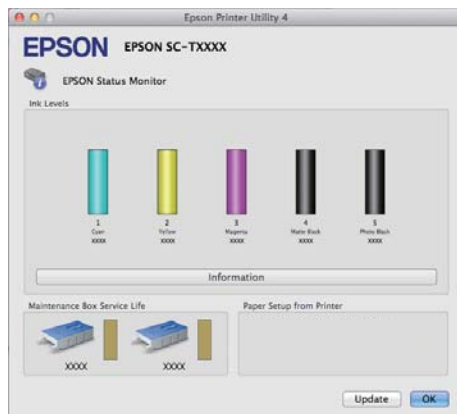 Epson Printer Utility 4
EPSON EPSON SC-TXXXX
EPSON Status Monitor
Ink Levels
1 2 3 4 5
Cyan Yellow Magenta Matte Black Photo Black
XXXX XXXX XXXX XXXX XXXX
Information
Maintenance Box Service Life Paper Setup from Printer
XXXX XXXX
Update OK